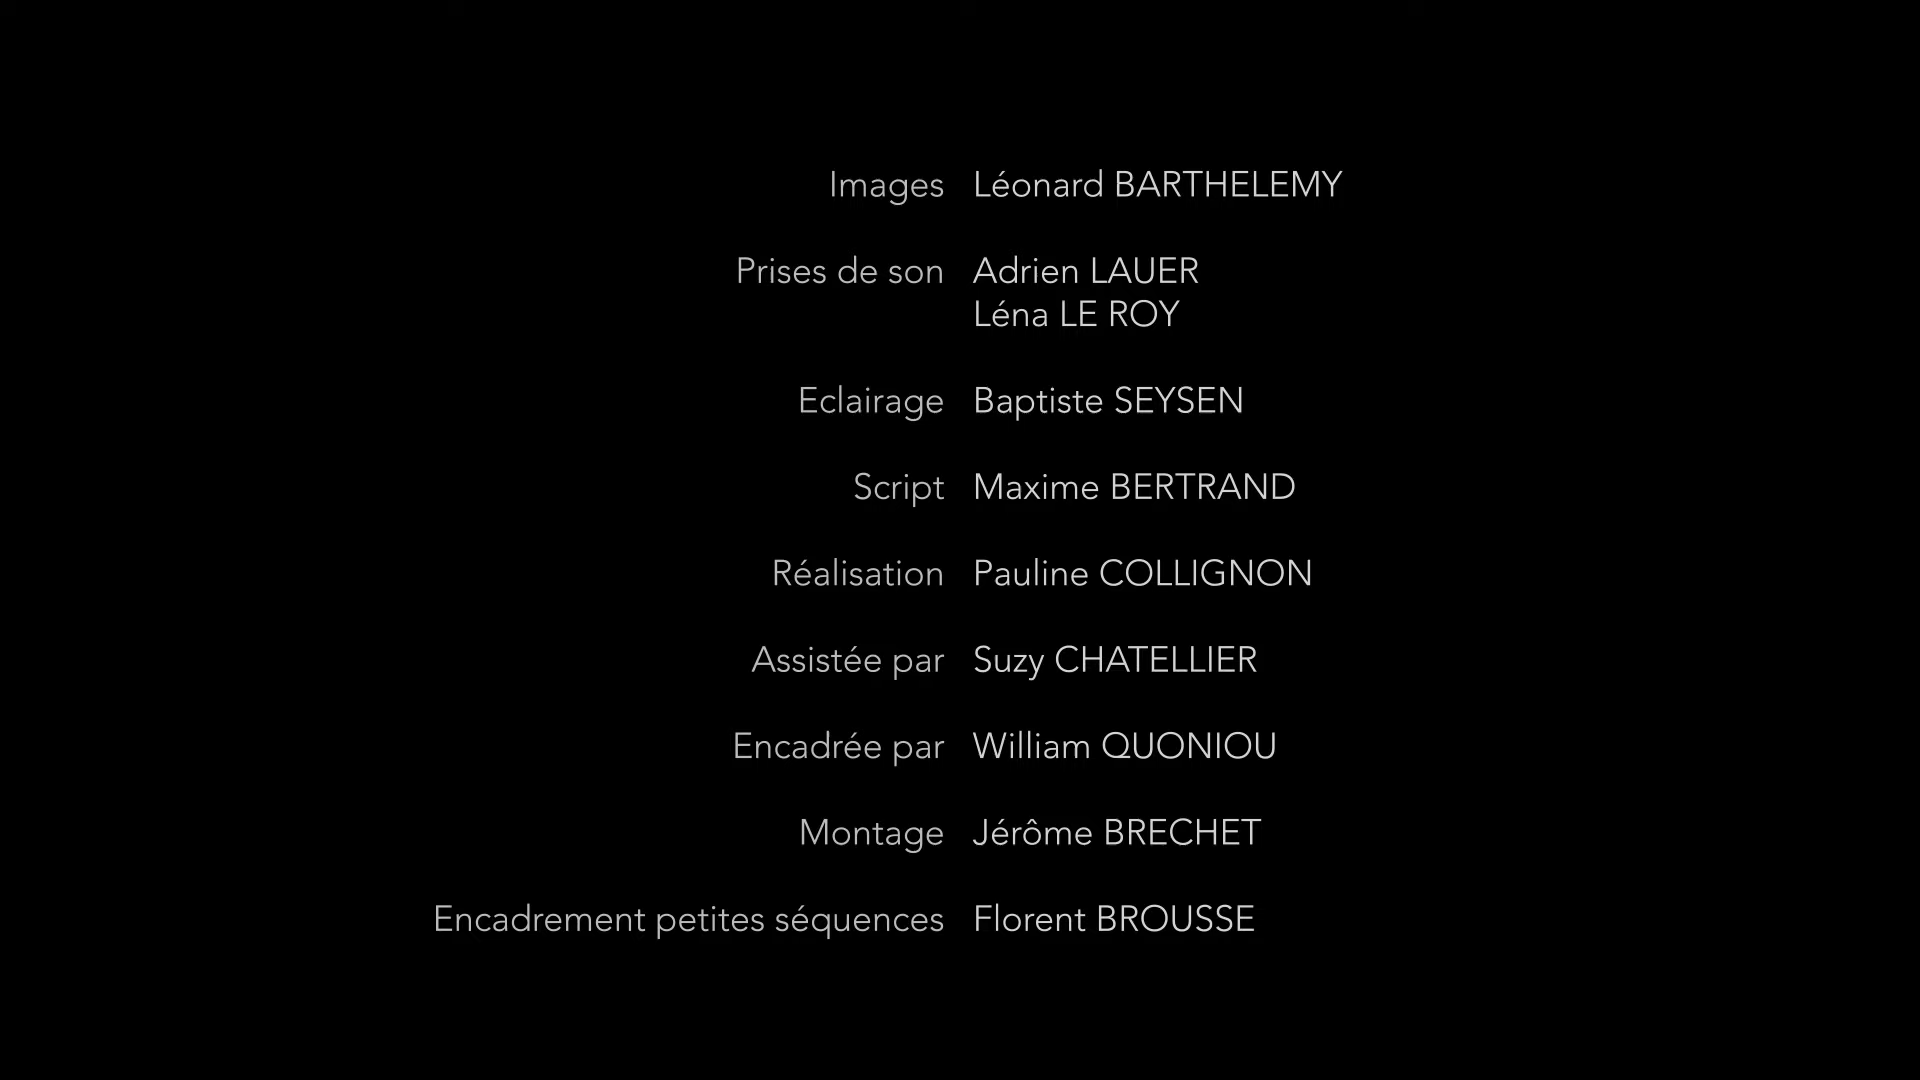 Images Léonard BARTHELEMY
Prises de son Adrien LAUER
Léna LE ROY
Eclairage Baptiste SEYSEN
Script Maxime BERTRAND
Réalisation Pauline COLLIGNON
Assistée par Suzy CHATELLIER
Encadrée par William QUONIOU
Montage Jérôme BRECHET
Encadrement petites séquences Florent BROUSSE